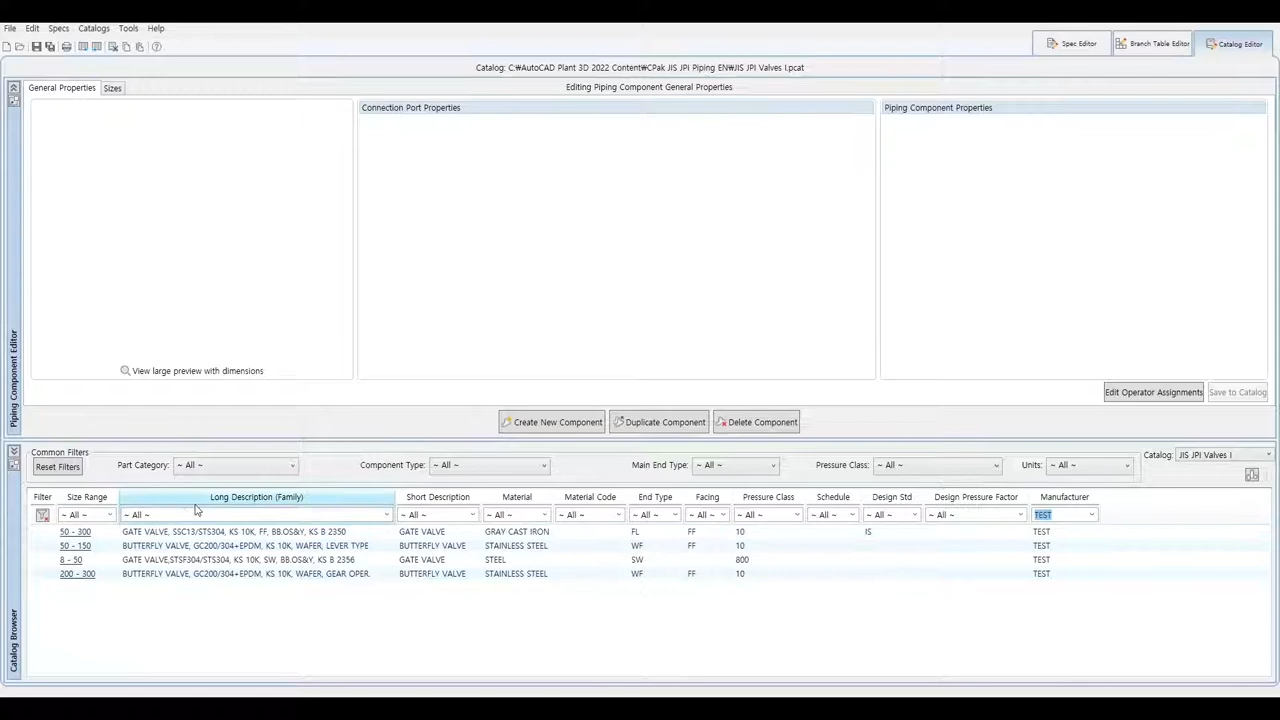 File Edit Specs Catalogs Tools Help
Spec Editor Branch Table Editor Catalog Editor
Catalog: C:₩AutoCAD Plant 3D 2022 Content₩CPak JIS JPI Piping EN₩JIS JPI Valves I.pcat
General Properties Sizes Editing Piping Component General Properties
Connection Port Properties Piping Component Properties
View large preview with dimensions
Piping Component Editor
Edit Operator Assignments Save to Catalog
Create New Component Duplicate Component Delete Component
Common Filters
Catalog: JIS JPI Valves I
Reset Filters Part Category: ~ All ~ Component Type: ~ All ~ Main End Type: ~ All ~ Pressure Class: ~ All ~ Units: ~ All ~
Filter Size Range Long Description (Family) Short Description Material Material Code End Type Facing Pressure Class Schedule Design Std Design Pressure Factor Manufacturer
~ All ~ ~ All ~ ~ All ~ ~ All ~ ~ All ~ ~ All ~ ~ All ~ ~ All ~ ~ All ~ ~ All ~ ~ All ~ TEST
50 - 300 GATE VALVE, SSC13/STS304, KS 10K, FF, BB.OS&Y, KS B 2350 GATE VALVE GRAY CAST IRON FL FF 10 IS TEST
50 - 150 BUTTERFLY VALVE, GC200/304+EPDM, KS 10K, WAFER, LEVER TYPE BUTTERFLY VALVE STAINLESS STEEL WF FF 10 TEST
8 - 50 GATE VALVE,STSF304/STS304, KS 10K, SW, BB.OS&Y, KS B 2356 GATE VALVE STEEL SW 800 TEST
200 - 300 BUTTERFLY VALVE, GC200/304+EPDM, KS 10K, WAFER, GEAR OPER. BUTTERFLY VALVE STAINLESS STEEL WF FF 10 TEST
Catalog Browser